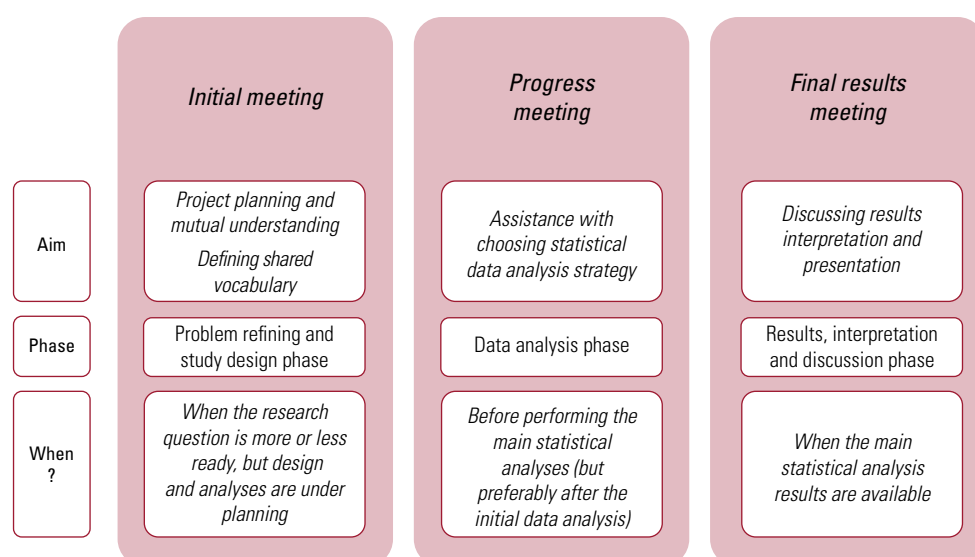 Initial meeting
Progress
meeting
Final results
meeting
Aim
Project planning and
mutual understanding
Defining shared
vocabulary
Assistance with
choosing statistical
data analysis strategy
Discussing results
interpretation and
presentation
Phase
Problem refining and
study design phase
Data analysis phase
Results, interpretation
and discussion phase
When
?
When the research
question is more or less
ready, but design
and analyses are under
planning
Before performing the
main statistical
analyses (but
preferably after the
initial data analysis)
When the main
statistical analysis
results are available